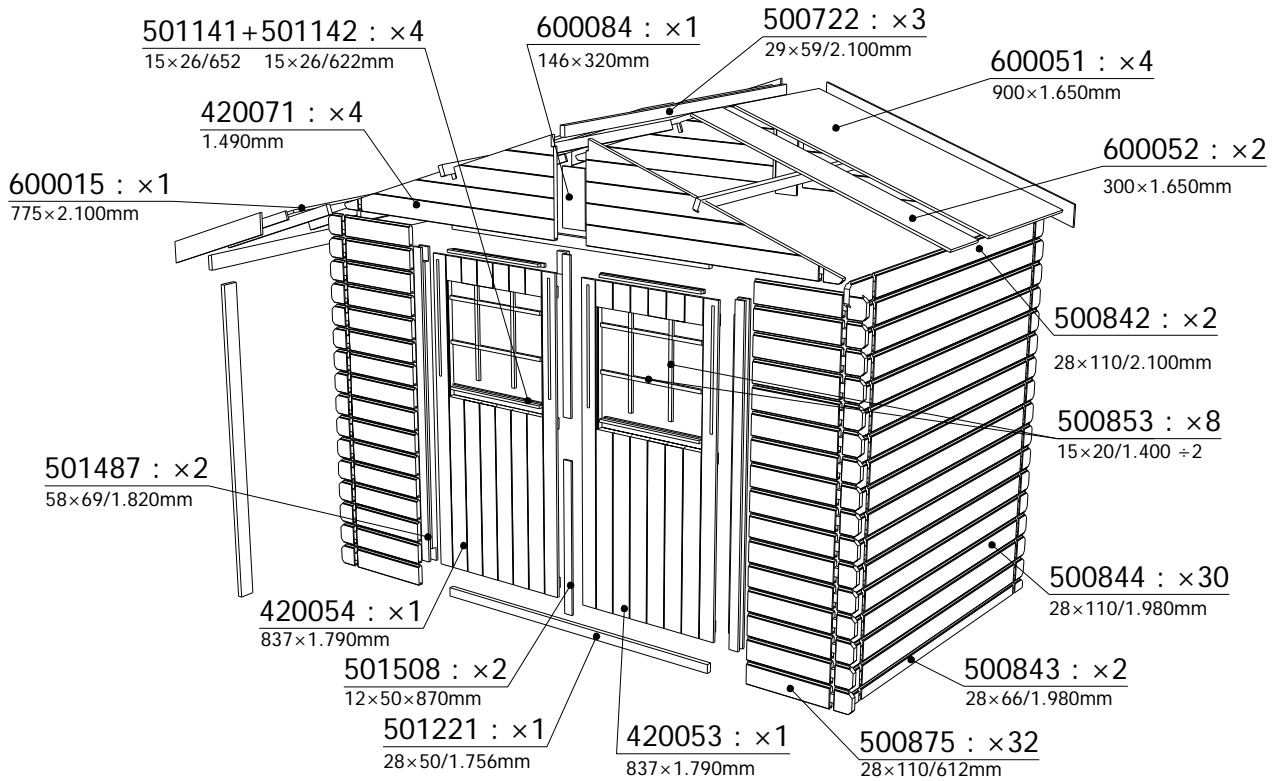 501141+501142 : ×4
15×26/652 15×26/622mm
600084 : ×1
146×320mm
500722 : ×3
29×59/2.100mm
600051 : ×4
900×1.650mm
420071 : ×4
1.490mm
600052 : ×2
300×1.650mm
600015 : ×1
775×2.100mm
500842 : ×2
28×110/2.100mm
500853 : ×8
15×20/1.400 ÷2
501487 : ×2
58×69/1.820mm
500844 : ×30
28×110/1.980mm
420054 : ×1
837×1.790mm
501508 : ×2
12×50×870mm
500843 : ×2
28×66/1.980mm
501221 : ×1
28×50/1.756mm
420053 : ×1
837×1.790mm
500875 : ×32
28×110/612mm